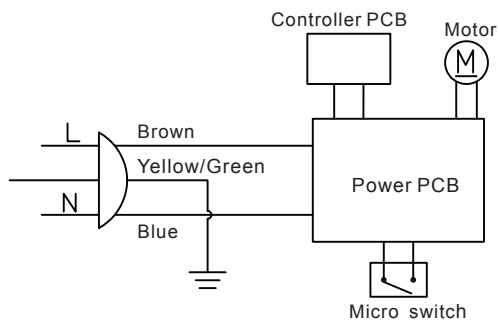 Controller PCB
Motor
M
L
Brown
Yellow/Green
Power PCB
N
Blue
Micro switch